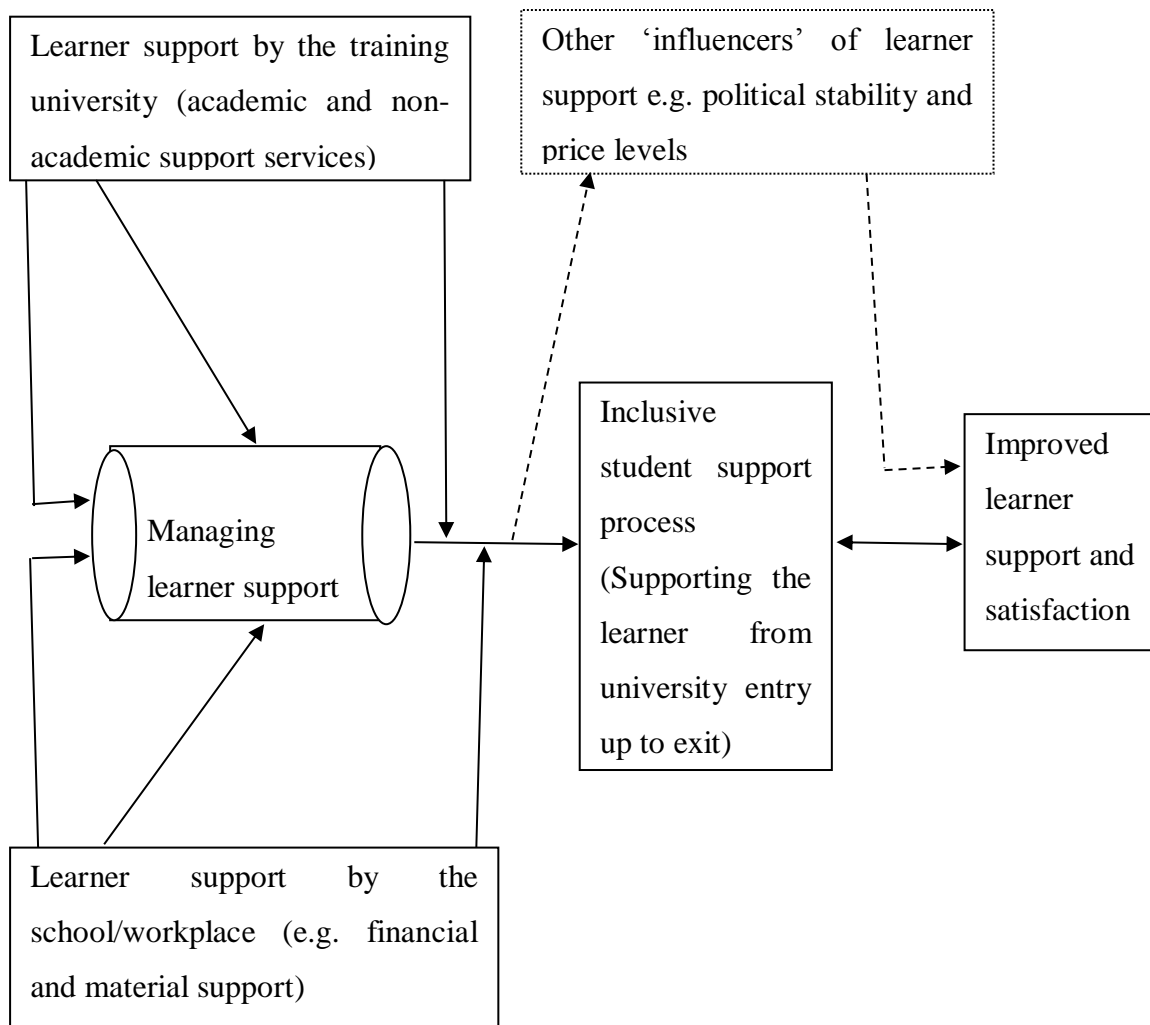 Learner support by the training
university (academic and non-
academic support services)
Other ‘influencers’ of learner
support e.g. political stability and
price levels
Managing
learner support
Inclusive
student support
process
(Supporting the
learner from
university entry
up to exit)
Improved
learner
support and
satisfaction
Learner support by the
school/workplace (e.g. financial
and material support)